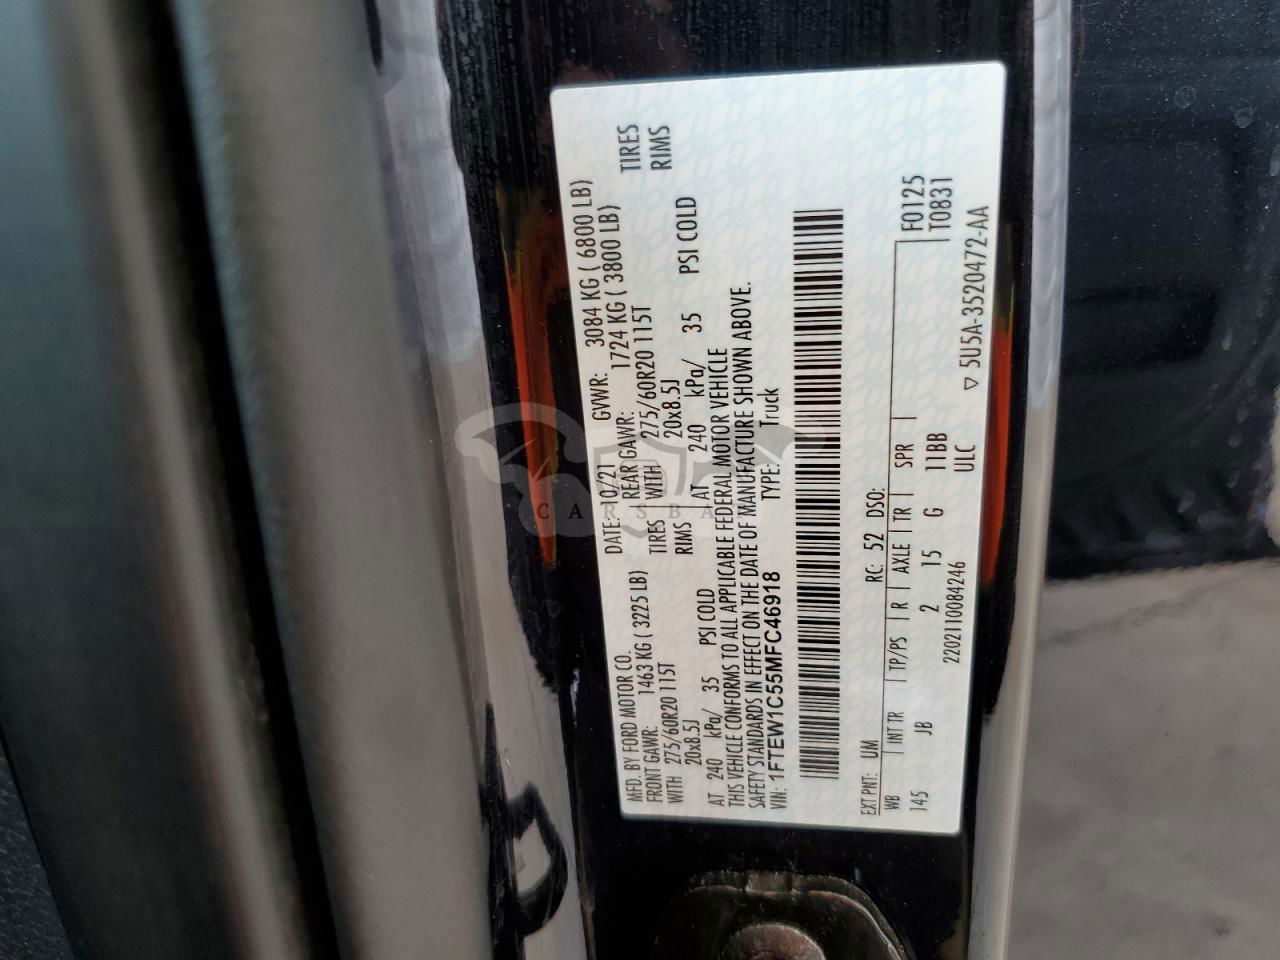 MFD. BY FORD MOTOR CO. DATE: 10/21 GVWR: 3084 KG ( 6800 LB)
FRONT GAWR: 1463 KG ( 3225 LB) REAR GAWR: 1724 KG ( 3800 LB)
WITH 275/60R20 115T TIRES WITH 275/60R20 115T TIRES
20x8.5J RIMS 20x8.5J RIMS
AT 240 kPa/ 35 PSI COLD AT 240 kPa/ 35 PSI COLD
THIS VEHICLE CONFORMS TO ALL APPLICABLE FEDERAL MOTOR VEHICLE
SAFETY STANDARDS IN EFFECT ON THE DATE OF MANUFACTURE SHOWN ABOVE.
VIN: 1FTEW1C55MFC46918 TYPE: Truck
EXT PNT: UM RC: 52 DSO:
WB INT TR TP/PS R AXLE TR SPR F0125
145 JB 2 15 G 11BB T0831
2202110084246 ULC ▽ 5U5A-3520472-AA
CARSBA